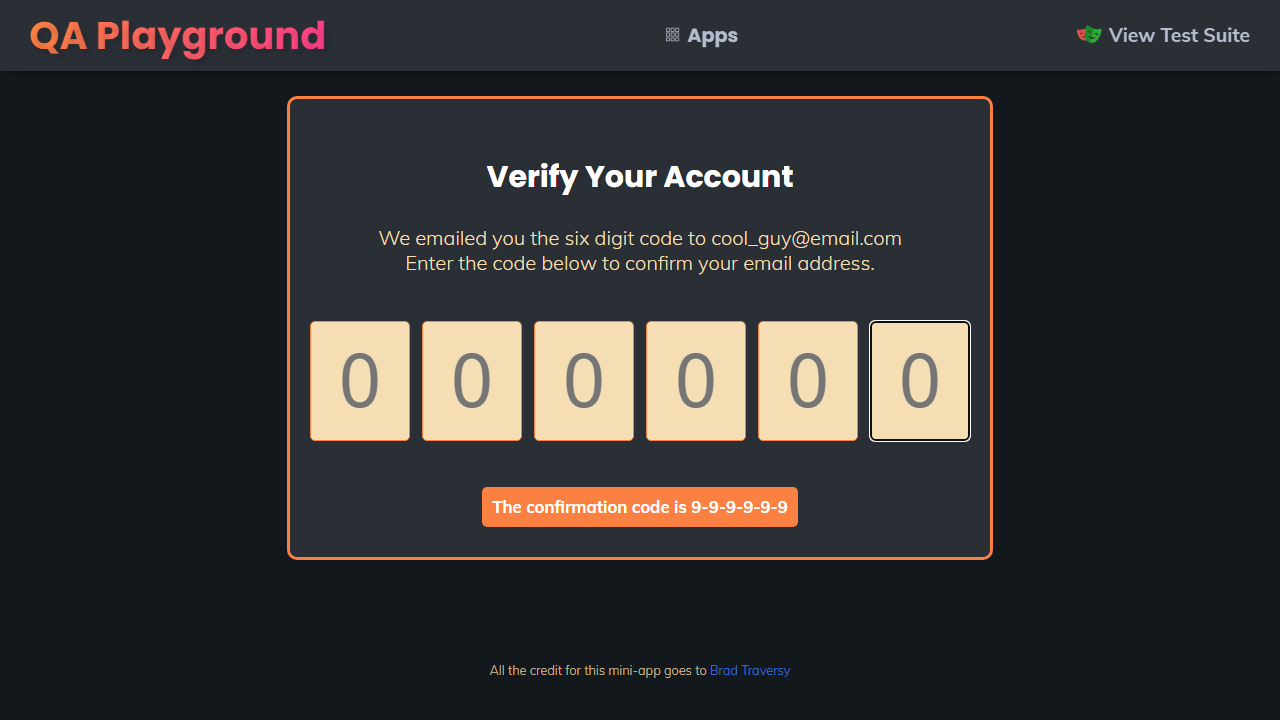 QA Playground
Apps
View Test Suite
Verify Your Account
We emailed you the six digit code to cool_guy@email.com
Enter the code below to confirm your email address.
0 0 0 0 0 0
The confirmation code is 9-9-9-9-9-9
All the credit for this mini-app goes to Brad Traversy